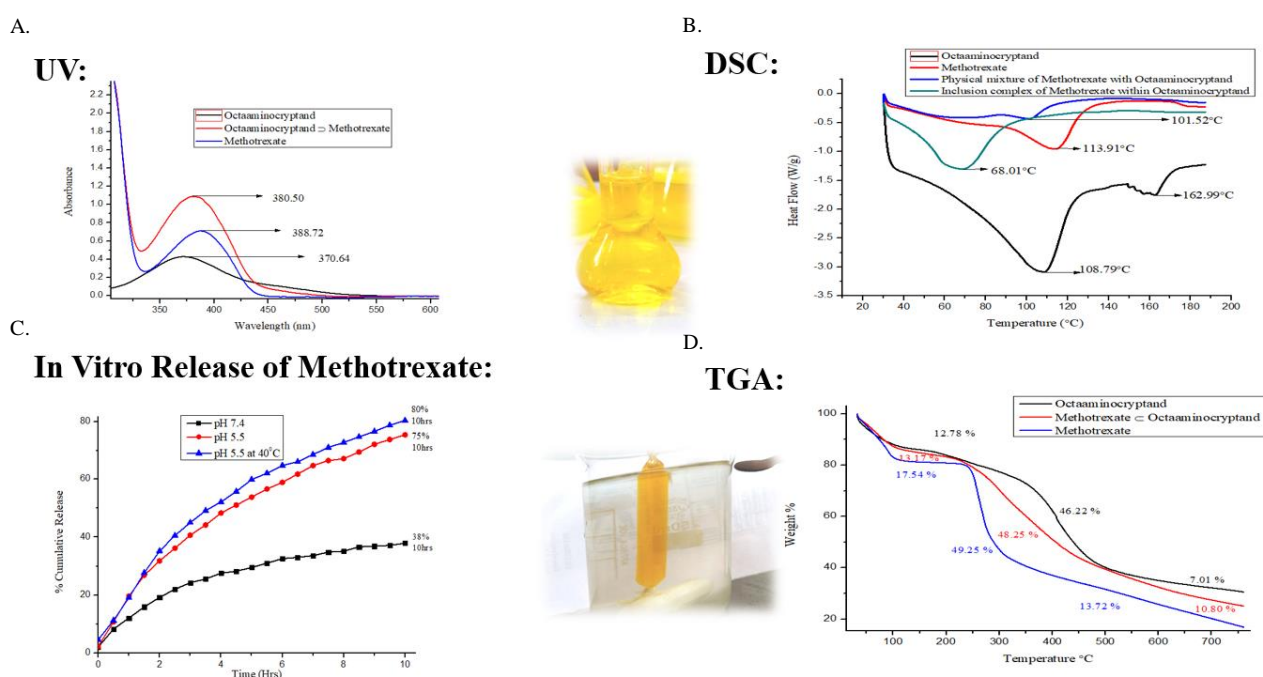 A.
UV:
Octaaminocryptand
Octaaminocryptand ⊃ Methotrexate
Methotrexate
2.2
2.0
1.8
1.6
1.4
1.2
1.0
0.8
0.6
0.4
0.2
0.0
Absorbance
380.50
388.72
370.64
350 400 450 500 550 600
Wavelength (nm)
B.
DSC:
Octaaminocryptand
Methotrexate
Physical mixture of Methotrexate with Octaaminocryptand
Inclusion complex of Methotrexate within Octaaminocryptand
0.0
-0.5
-1.0
-1.5
-2.0
-2.5
-3.0
-3.5
Heat Flow (W/g)
101.52°C
113.91°C
68.01°C
162.99°C
108.79°C
20 40 60 80 100 120 140 160 180 200
Temperature (°C)
C.
In Vitro Release of Methotrexate:
pH 7.4
pH 5.5
pH 5.5 at 40⁰C
80%
10hrs
75%
10hrs
38%
10hrs
80
60
40
20
0
% Cumulative Release
0 2 4 6 8 10
Time (Hrs)
D.
TGA:
Octaaminocryptand
Methotrexate ⊂ Octaaminocryptand
Methotrexate
100
80
60
40
20
Weight %
12.78 %
13.17 %
17.54 %
46.22 %
48.25 %
49.25 %
7.01 %
10.80 %
13.72 %
100 200 300 400 500 600 700
Temperature °C